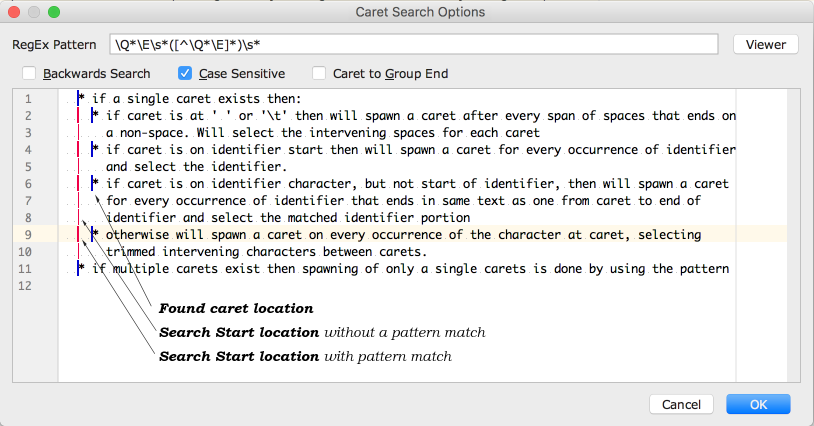 Caret Search Options
RegEx Pattern \Q*\E\s*([^\Q*\E]*)\s* Viewer
Backwards Search Case Sensitive Caret to Group End
1 * if a single caret exists then:
2 * if caret is at ' ' or '\t' then will spawn a caret after every span of spaces that ends on
3 a non-space. Will select the intervening spaces for each caret
4 * if caret is on identifier start then will spawn a caret for every occurrence of identifier
5 and select the identifier.
6 * if caret is on identifier character, but not start of identifier, then will spawn a caret
7 for every occurrence of identifier that ends in same text as one from caret to end of
8 identifier and select the matched identifier portion
9 * otherwise will spawn a caret on every occurrence of the character at caret, selecting
10 trimmed intervening characters between carets.
11 * if multiple carets exist then spawning of only a single carets is done by using the pattern
12
Found caret location
Search Start location without a pattern match
Search Start location with pattern match
Cancel OK